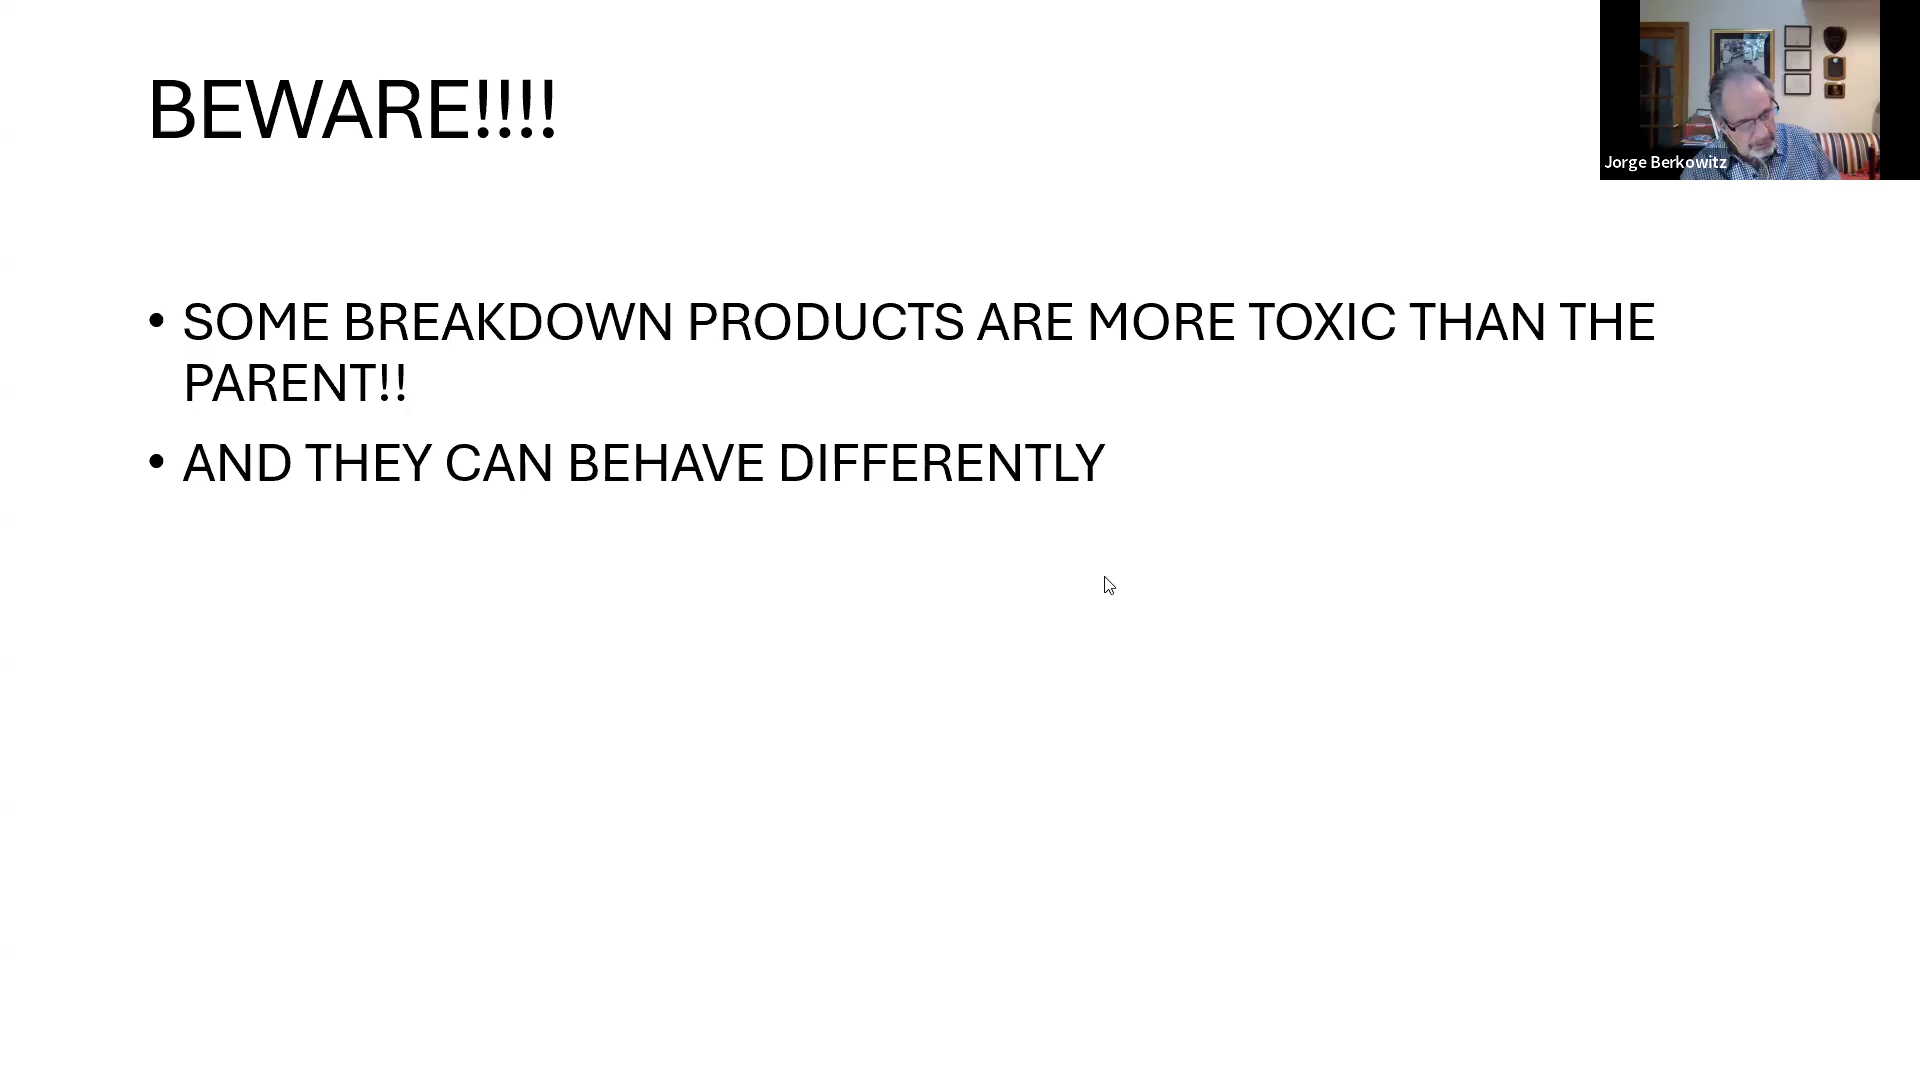 BEWARE!!!!
Jorge Berkowitz
• SOME BREAKDOWN PRODUCTS ARE MORE TOXIC THAN THE
PARENT!!
• AND THEY CAN BEHAVE DIFFERENTLY